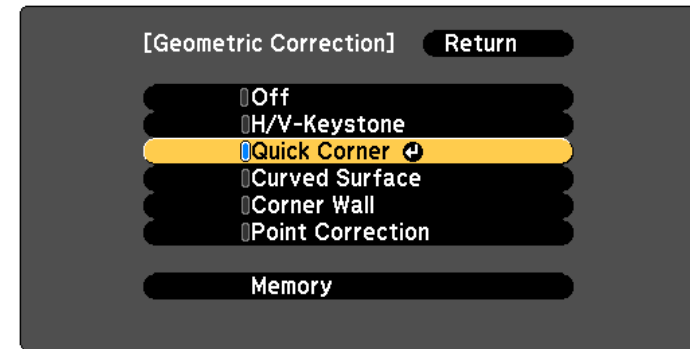 [Geometric Correction] Return
Off
H/V-Keystone
Quick Corner
Curved Surface
Corner Wall
Point Correction
Memory